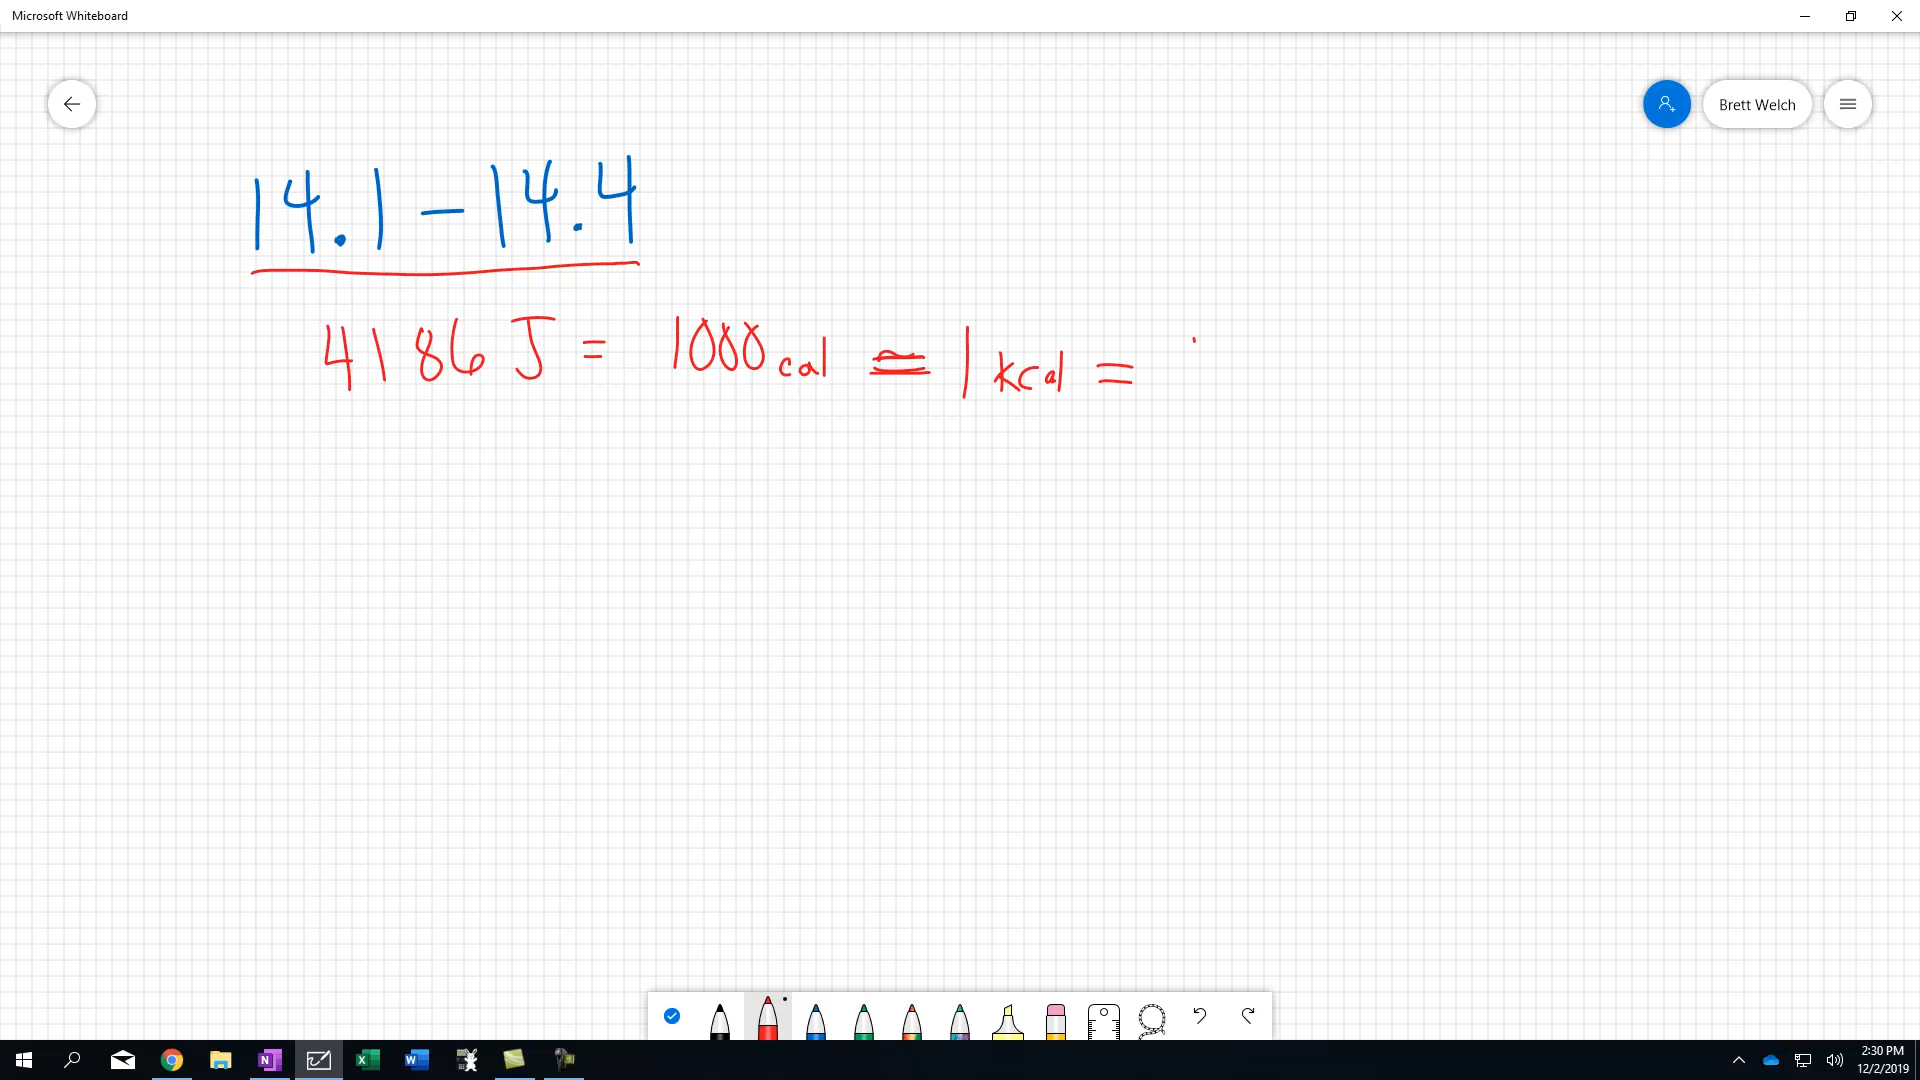 Microsoft Whiteboard
Brett Welch
14.1 - 14.4
4186 J = 1000 cal = 1 kcal =
2:30 PM
12/2/2019